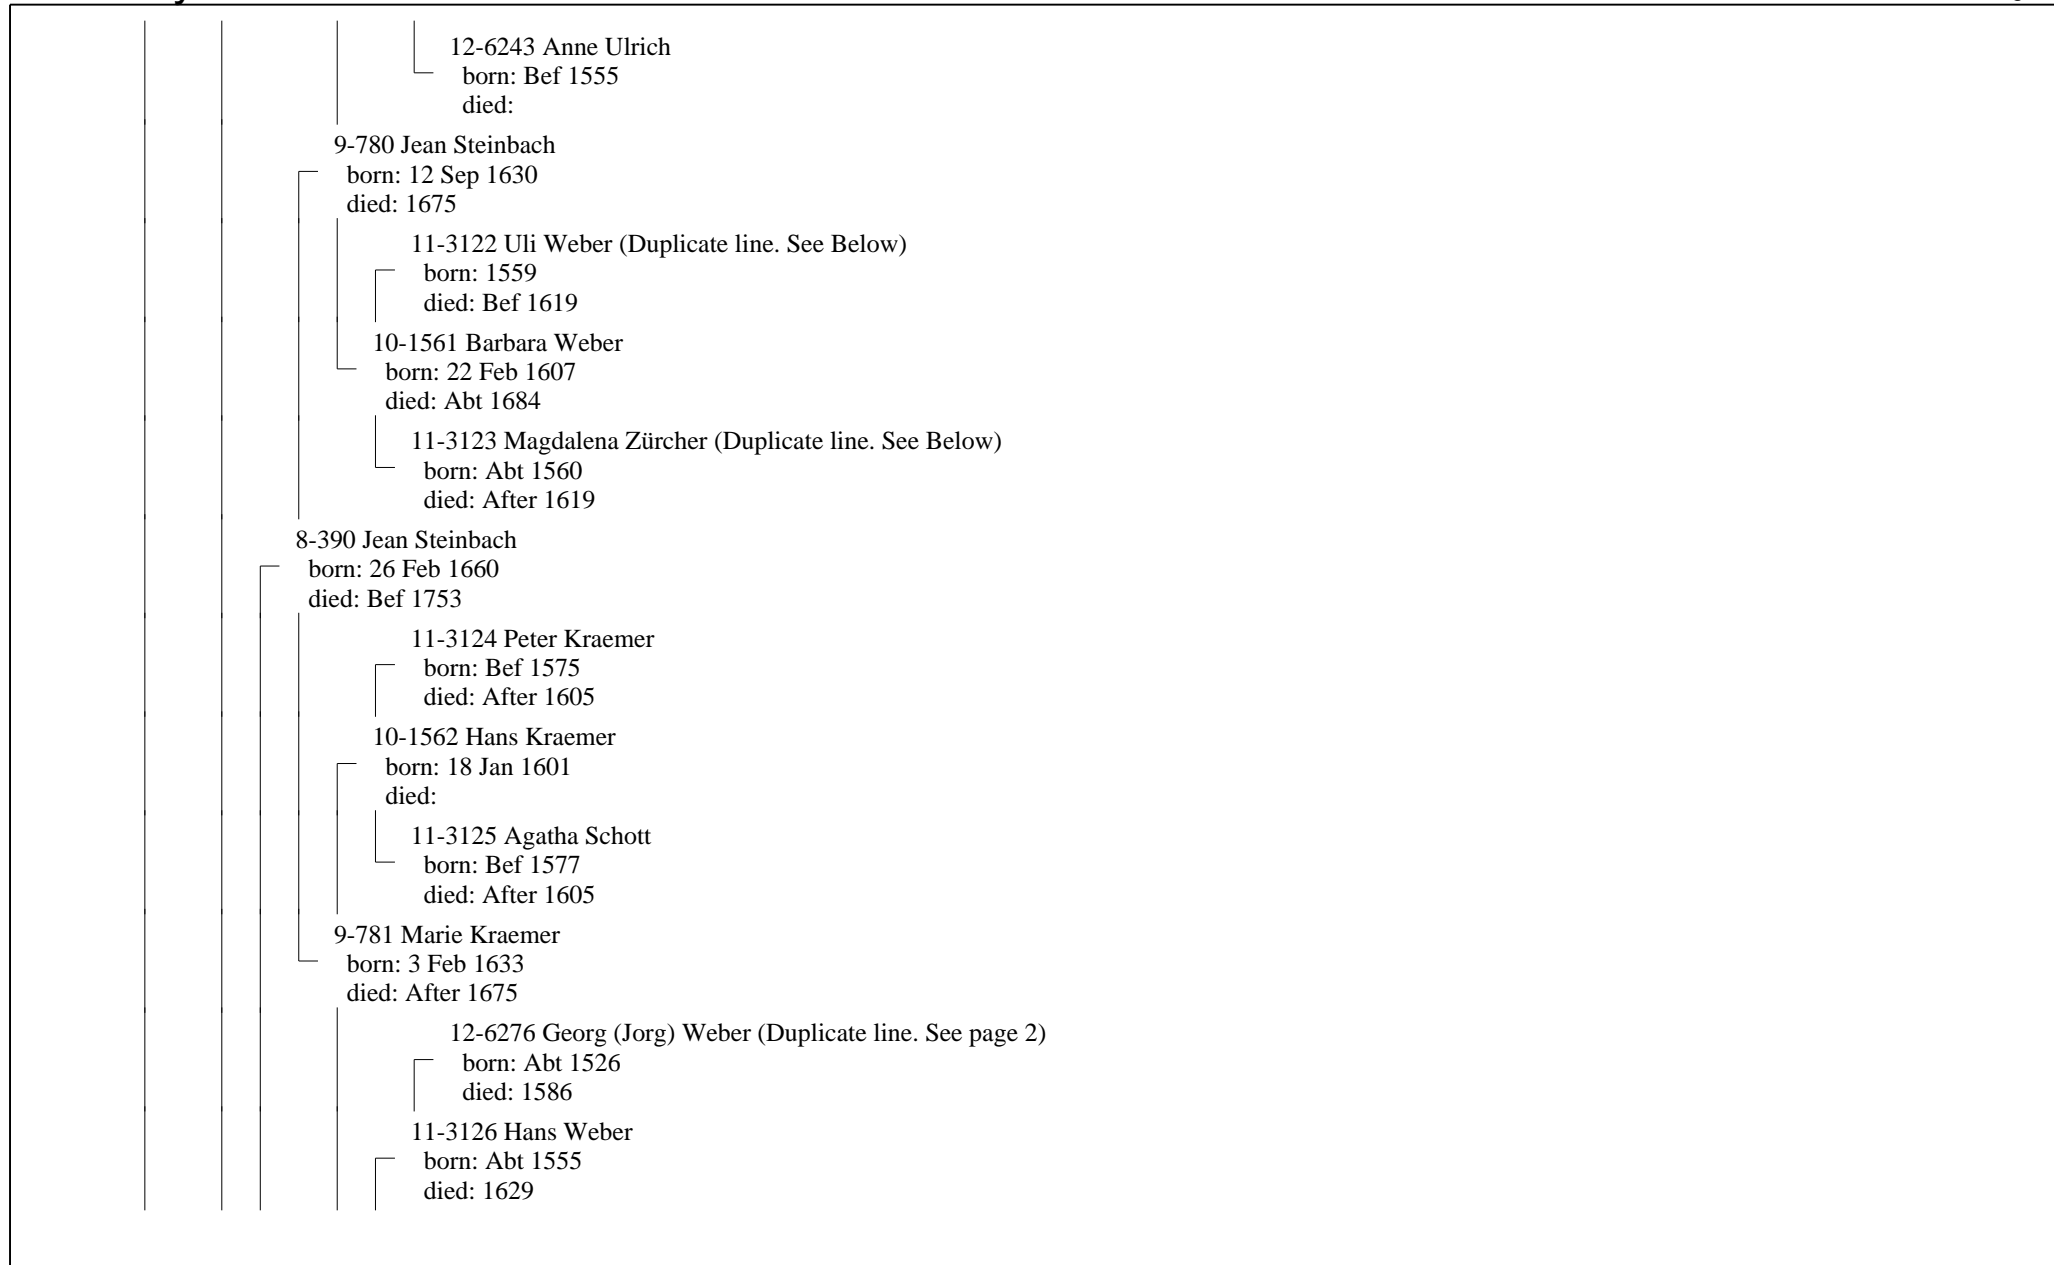 12-6243 Anne Ulrich
born: Bef 1555
died:
9-780 Jean Steinbach
born: 12 Sep 1630
died: 1675
11-3122 Uli Weber (Duplicate line. See Below)
born: 1559
died: Bef 1619
10-1561 Barbara Weber
born: 22 Feb 1607
died: Abt 1684
11-3123 Magdalena Zürcher (Duplicate line. See Below)
born: Abt 1560
died: After 1619
8-390 Jean Steinbach
born: 26 Feb 1660
died: Bef 1753
11-3124 Peter Kraemer
born: Bef 1575
died: After 1605
10-1562 Hans Kraemer
born: 18 Jan 1601
died:
11-3125 Agatha Schott
born: Bef 1577
died: After 1605
9-781 Marie Kraemer
born: 3 Feb 1633
died: After 1675
12-6276 Georg (Jorg) Weber (Duplicate line. See page 2)
born: Abt 1526
died: 1586
11-3126 Hans Weber
born: Abt 1555
died: 1629